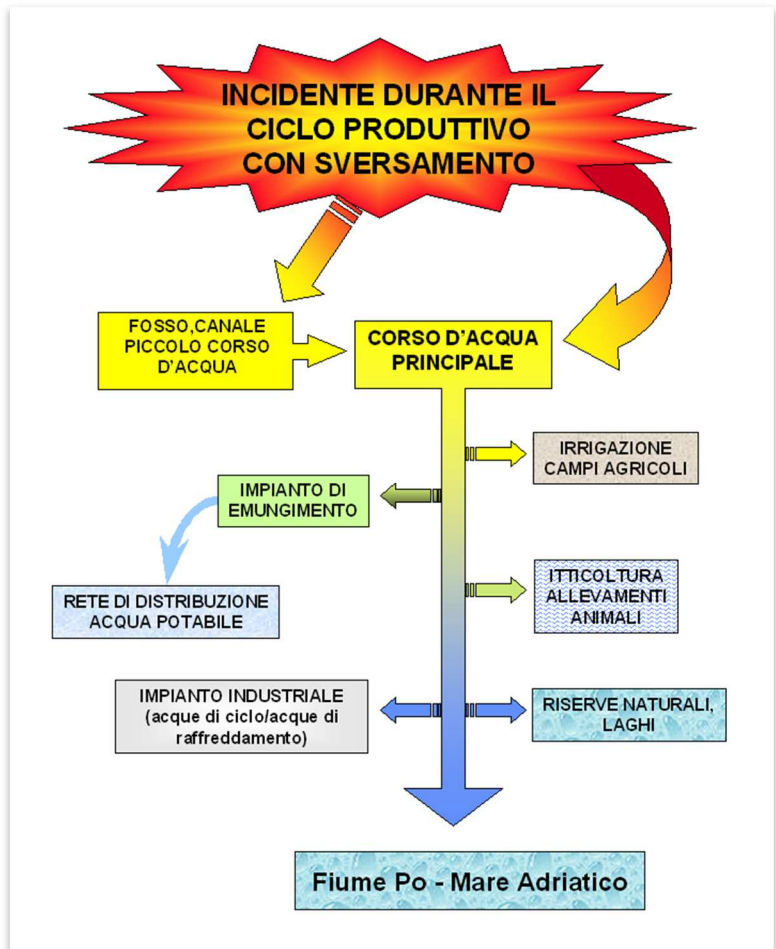 INCIDENTE DURANTE IL
CICLO PRODUTTIVO
CON SVERSAMENTO
FOSSO,CANALE
PICCOLO CORSO
D'ACQUA
CORSO D'ACQUA
PRINCIPALE
IRRIGAZIONE
CAMPI AGRICOLI
IMPIANTO DI
EMUNGIMENTO
ITTICOLTURA
ALLEVAMENTI
ANIMALI
RETE DI DISTRIBUZIONE
ACQUA POTABILE
IMPIANTO INDUSTRIALE
(acque di ciclo/acque di
raffreddamento)
RISERVE NATURALI,
LAGHI
Fiume Po - Mare Adriatico